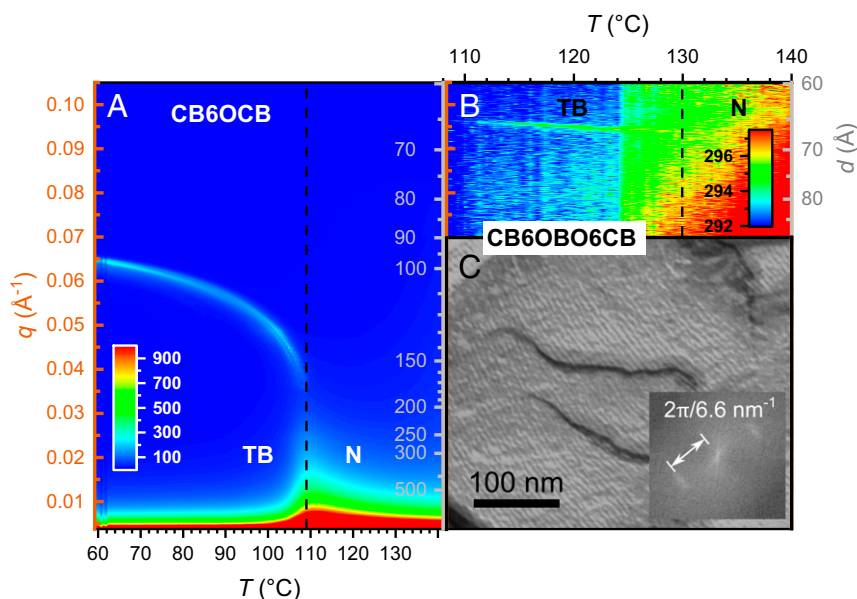 A
CB6OCB
q (Å⁻¹)
0.10
0.09
0.08
0.07
0.06
0.05
0.04
0.03
0.02
0.01
70
80
90
100
150
200
250
300
500
900
700
500
300
100
TB
N
60 70 80 90 100 110 120 130
T (°C)
T (°C)
110 120 130 140
B
TB
N
60
70
80
d (Å)
296
294
292
CB6OBO6CB
C
2π/6.6 nm⁻¹
100 nm